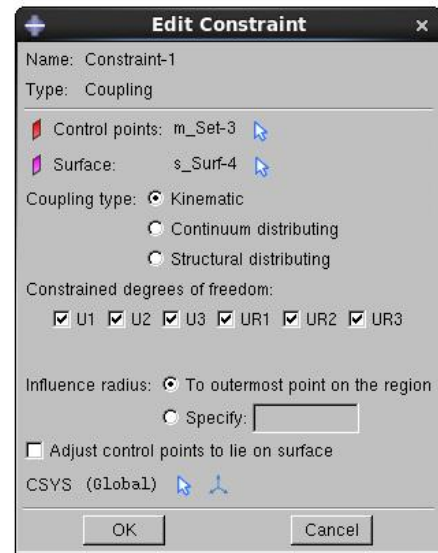 Edit Constraint
Name: Constraint-1
Type: Coupling
Control points: m_Set-3
Surface: s_Surf-4
Coupling type: Kinematic
Continuum distributing
Structural distributing
Constrained degrees of freedom:
U1 U2 U3 UR1 UR2 UR3
Influence radius: To outermost point on the region
Specify:
Adjust control points to lie on surface
CSYS (Global)
OK Cancel